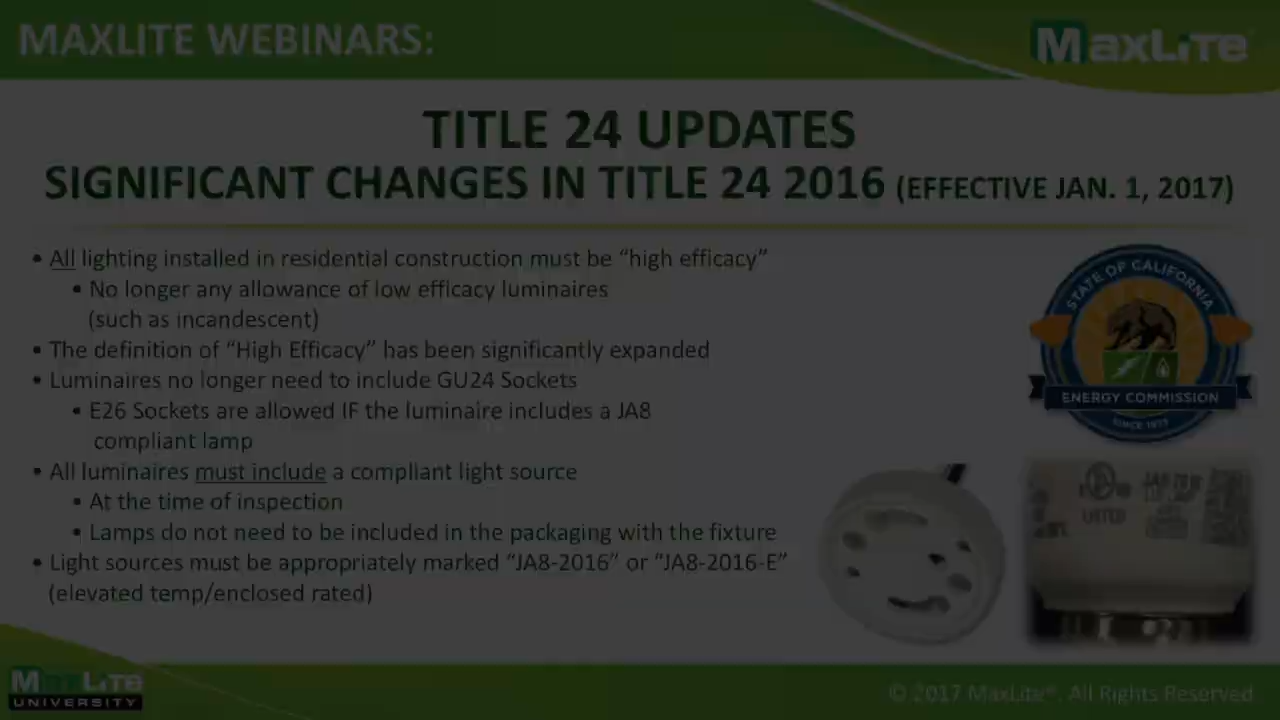 MAXLITE WEBINARS:
MAXLITE
TITLE 24 UPDATES
SIGNIFICANT CHANGES IN TITLE 24 2016 (EFFECTIVE JAN. 1, 2017)
• All lighting installed in residential construction must be “high efficacy”
• No longer any allowance of low efficacy luminaires
(such as incandescent)
• The definition of “High Efficacy” has been significantly expanded
• Luminaires no longer need to include GU24 Sockets
• E26 Sockets are allowed IF the luminaire includes a JA8
compliant lamp
• All luminaires must include a compliant light source
• At the time of inspection
• Lamps do not need to be included in the packaging with the fixture
• Light sources must be appropriately marked “JA8-2016” or “JA8-2016-E”
(elevated temp/enclosed rated)
STATE OF CALIFORNIA
ENERGY COMMISSION
SINCE 1975
LISTED
MAXLITE
UNIVERSITY
© 2017 MaxLite®. All Rights Reserved